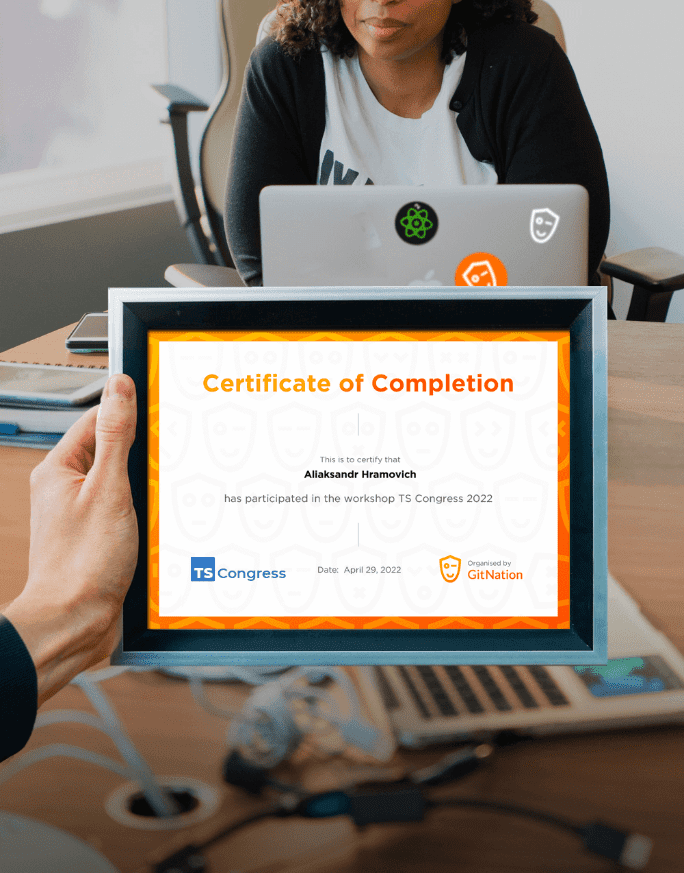 Certificate of Completion
This is to certify that
Aliaksandr Hramovich
has participated in the workshop TS Congress 2022
TS Congress
Date: April 29, 2022
Organised by
GitNation